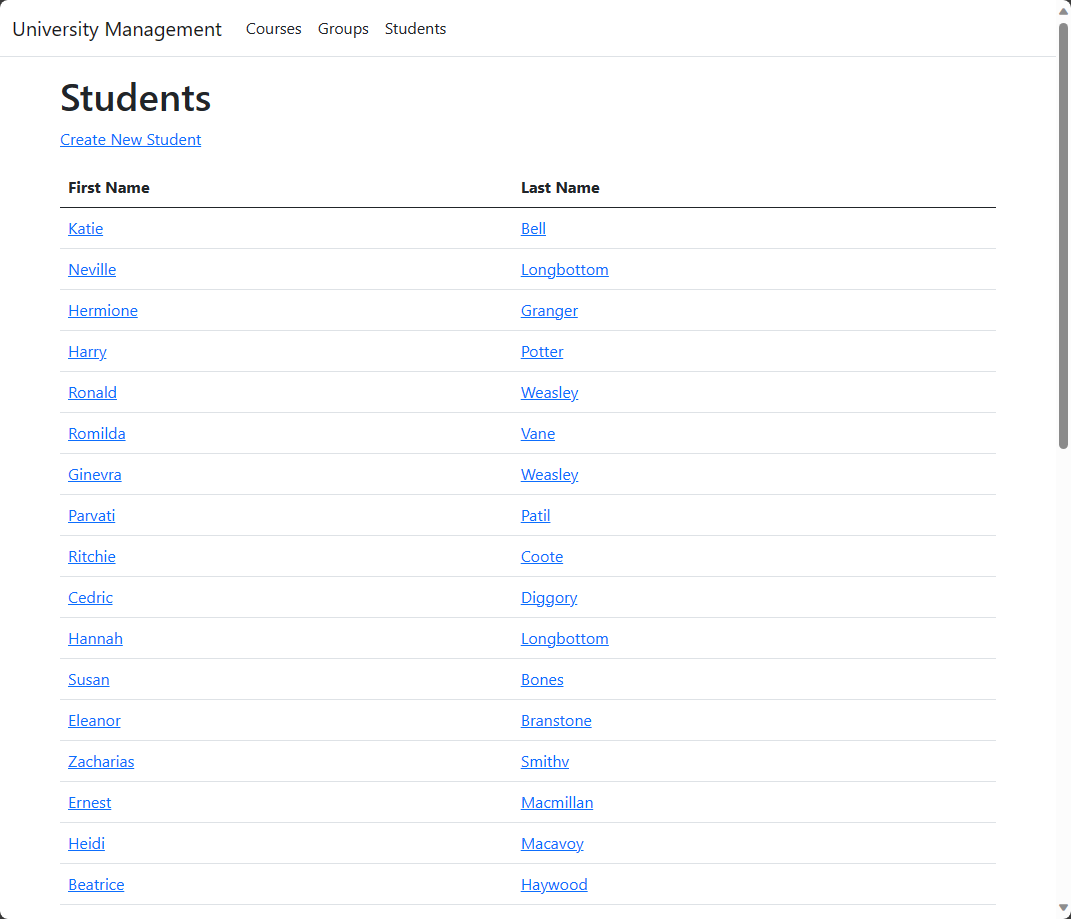 University Management Courses Groups Students
Students
Create New Student
First Name Last Name
Katie Bell
Neville Longbottom
Hermione Granger
Harry Potter
Ronald Weasley
Romilda Vane
Ginevra Weasley
Parvati Patil
Ritchie Coote
Cedric Diggory
Hannah Longbottom
Susan Bones
Eleanor Branstone
Zacharias Smithv
Ernest Macmillan
Heidi Macavoy
Beatrice Haywood